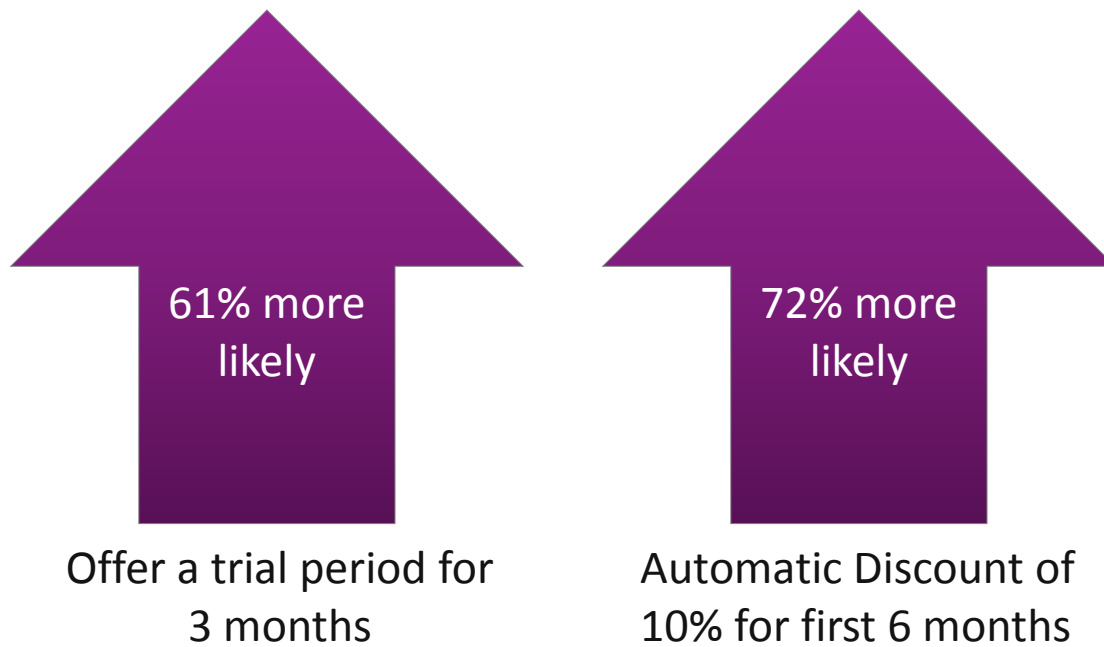 61% more
likely
72% more
likely
Offer a trial period for
3 months
Automatic Discount of
10% for first 6 months